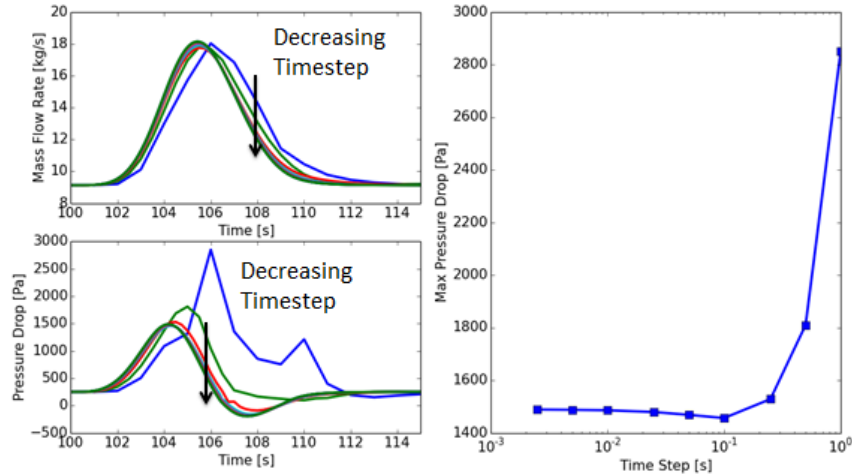 18
16
14
12
10
8
Mass Flow Rate [kg/s]
Decreasing
Timestep
100 102 104 106 108 110 112 114
Time [s]
3000
2500
2000
1500
1000
500
0
−500
Pressure Drop [Pa]
Decreasing
Timestep
100 102 104 106 108 110 112 114
Time [s]
3000
2800
2600
2400
2200
2000
1800
1600
1400
Max Pressure Drop [Pa]
10⁻³ 10⁻² 10⁻¹ 10⁰
Time Step [s]